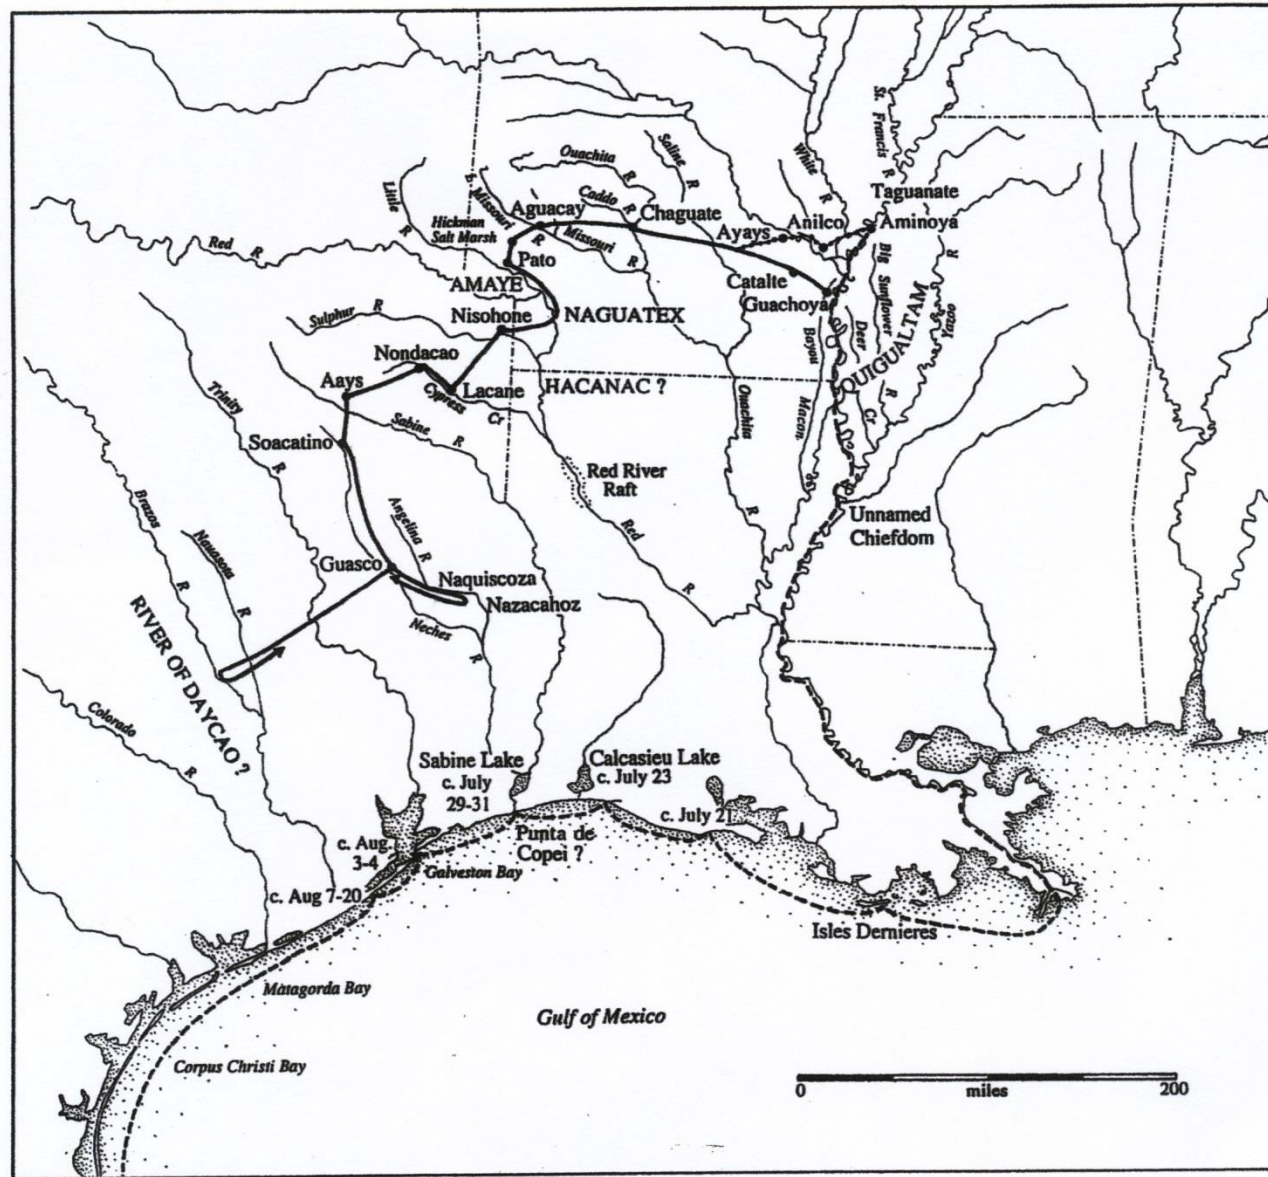 St. Francis R
White R
Saline R
Ouachita R
Taguanate
Little R
L. Missouri R
Aguacay
Caddo R
Chaguate
Anilco
Aminoya
Hickman
Salt Marsh
L. Missouri R
Ayays
Big Sunflower R
Red R
Pato
Catalte
AMAYE
Guachoya
Yazoo R
Sulphur R
Nisohone
NAGUATEX
Bayou Macon
Deer Cr
QUIGUALTAM
Nondacao
Trinity R
Aays
Cypress Cr
Lacane
HACANAC ?
Ouachita R
Sabine R
Soacatino
Red River
Raft
Brazos R
Navasota R
Angelina R
Red R
Unnamed
Chiefdom
Guasco
Naquiscoza
Nazacahoz
Neches R
RIVER OF DAYCAO ?
Colorado R
Sabine Lake
c. July
29-31
Calcasieu Lake
c. July 23
c. July 21
Punta de
Copei ?
c. Aug.
3-4
Galveston Bay
c. Aug 7-20
Isles Dernieres
Matagorda Bay
Gulf of Mexico
Corpus Christi Bay
0 miles 200